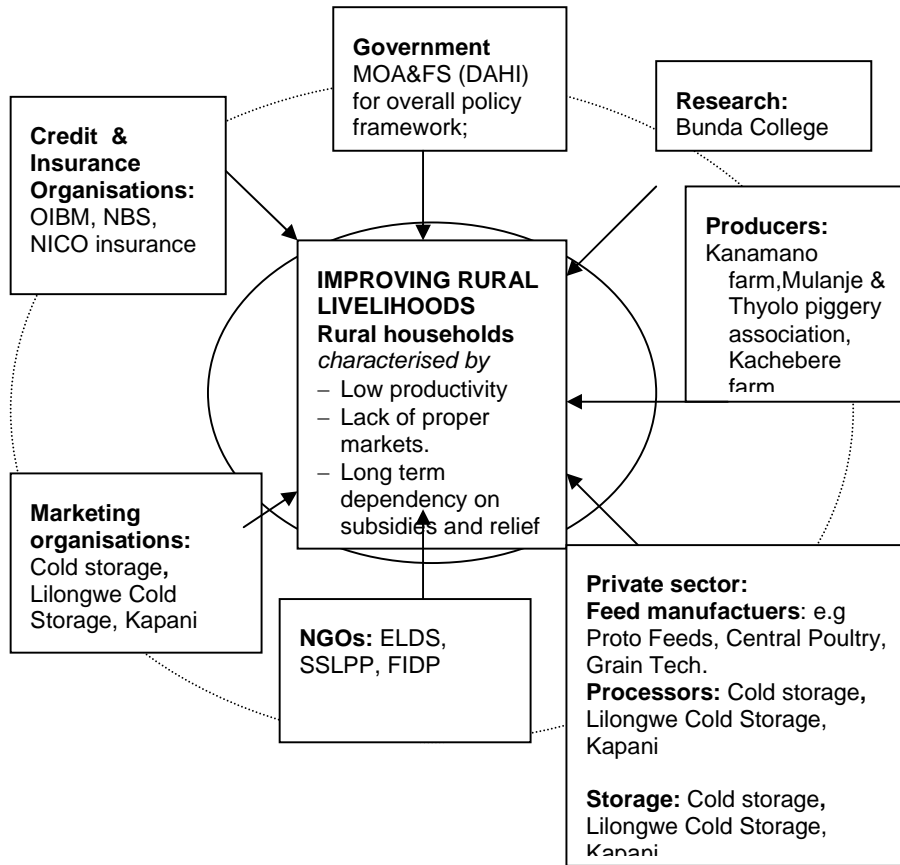 Government
MOA&FS (DAHI)
for overall policy
framework;
Research:
Bunda College
Credit & 
Insurance
Organisations:
OIBM, NBS,
NICO insurance
Producers:
Kanamano
farm,Mulanje &
Thyolo piggery
association,
Kachebere
farm
IMPROVING RURAL
LIVELIHOODS
Rural households
characterised by
– Low productivity
– Lack of proper
markets.
– Long term
dependency on
subsidies and relief
Marketing
organisations:
Cold storage,
Lilongwe Cold
Storage, Kapani
NGOs: ELDS,
SSLPP, FIDP
Private sector:
Feed manufactuers: e.g
Proto Feeds, Central Poultry,
Grain Tech.
Processors: Cold storage,
Lilongwe Cold Storage,
Kapani
Storage: Cold storage,
Lilongwe Cold Storage,
Kapani